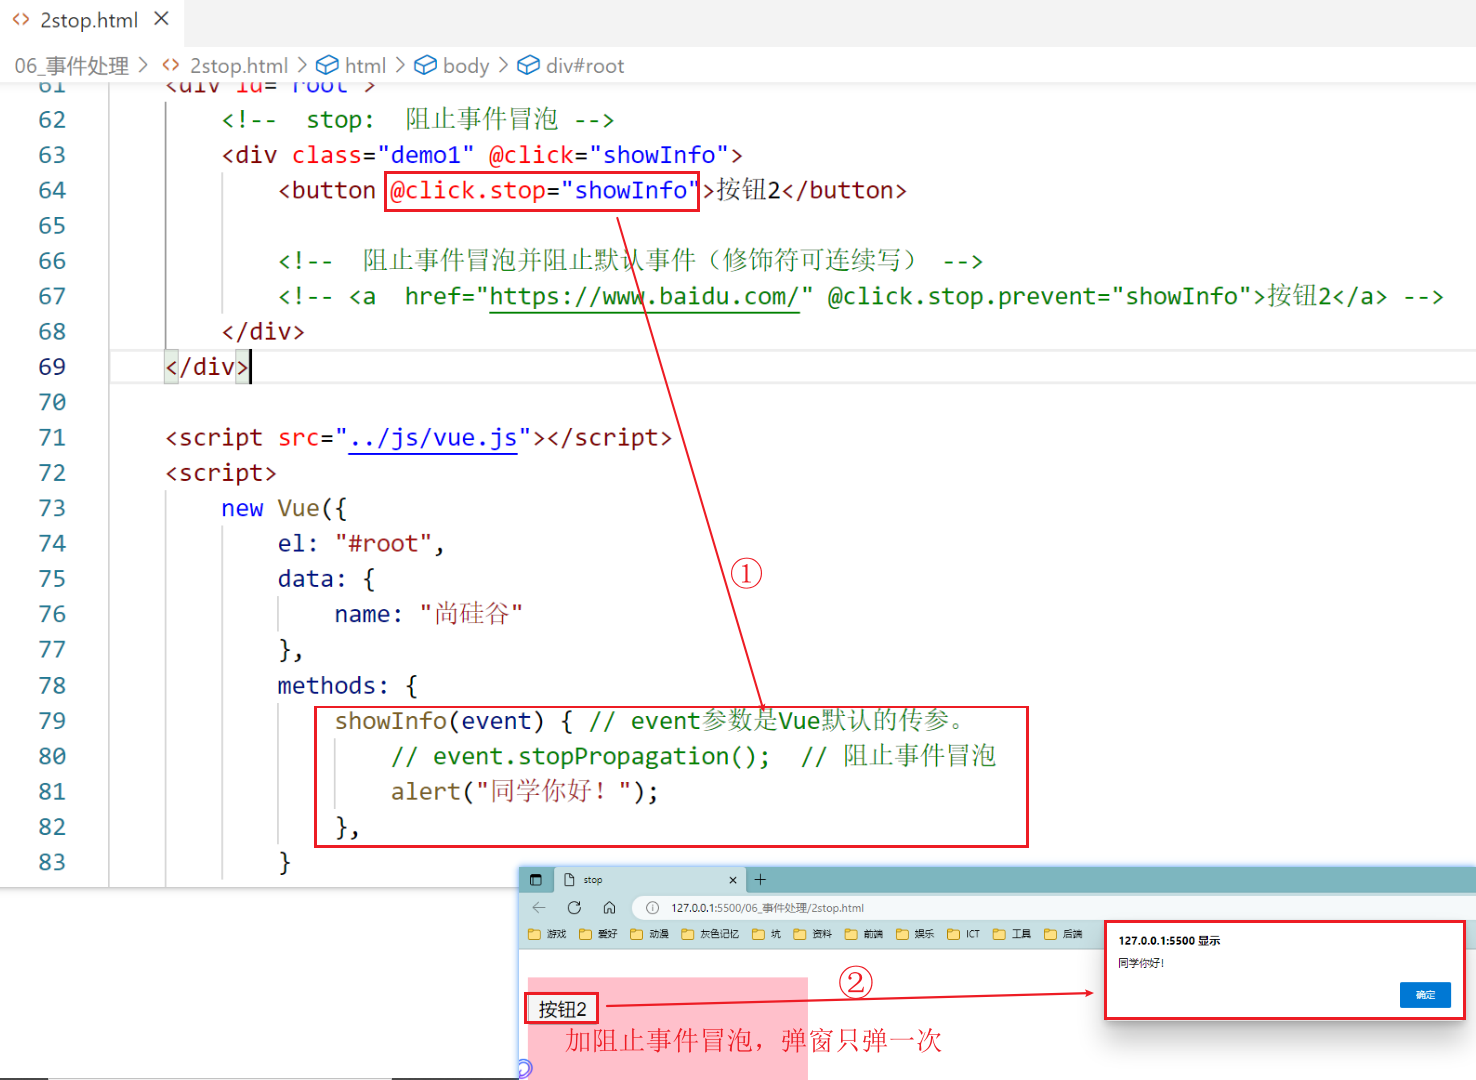 2stop.html
06_事件处理 > 2stop.html > html > body > div#root
61 <div id="root">
62 <!-- stop: 阻止事件冒泡 -->
63 <div class="demo1" @click="showInfo">
64 <button @click.stop="showInfo">按钮2</button>
65
66 <!-- 阻止事件冒泡并阻止默认事件（修饰符可连续写） -->
67 <!-- <a href="https://www.baidu.com/" @click.stop.prevent="showInfo">按钮2</a> -->
68 </div>
69 </div>
70
71 <script src="../js/vue.js"></script>
72 <script>
73 new Vue({
74 el: "#root",
75 data: {
76 name: "尚硅谷"
77 },
78 methods: {
①
79 showInfo(event) { // event参数是Vue默认的传参。
80 // event.stopPropagation(); // 阻止事件冒泡
81 alert("同学你好！");
82 },
83 }
stop
127.0.0.1:5500/06_事件处理/2stop.html
游戏 爱好 动漫 灰色记忆 坑 资料 前端 娱乐 ICT 工具 后端
127.0.0.1:5500 显示
同学你好！
确定
②
按钮2
加阻止事件冒泡，弹窗只弹一次